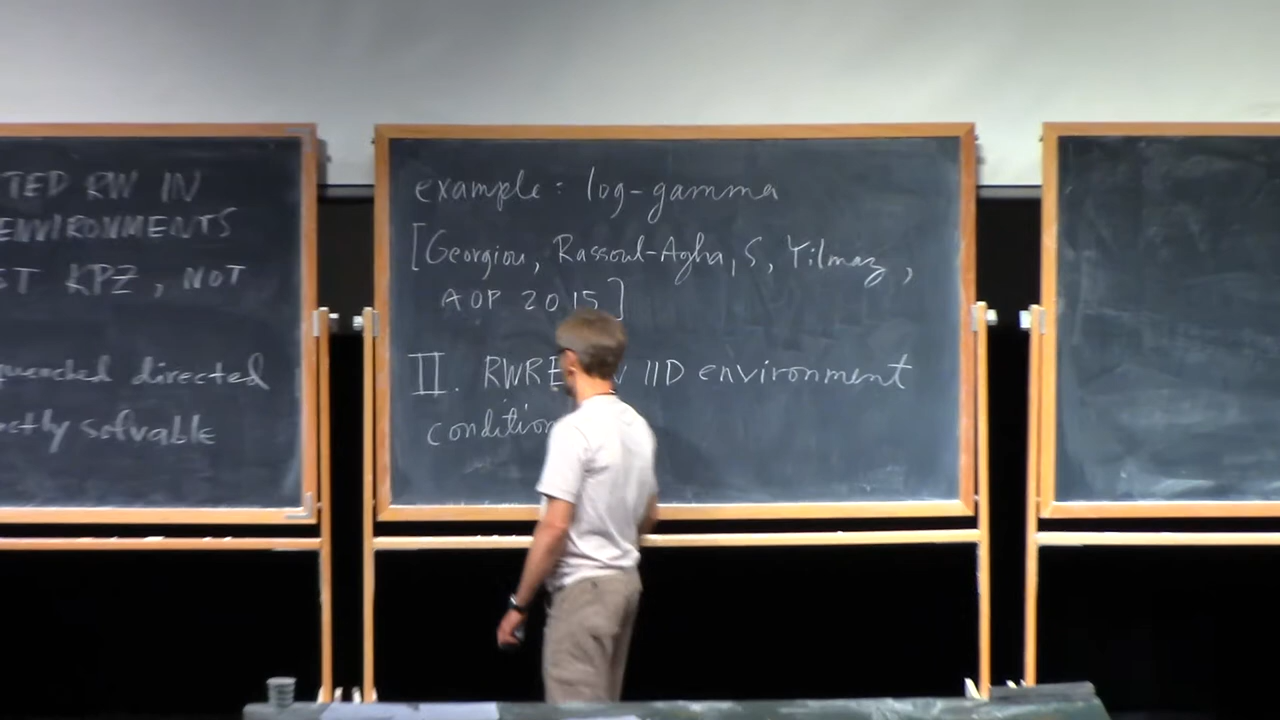 TED RW IN
ENVIRONMENTS
ST KPZ, NOT
quenched directed
ctly solvable
example: log-gamma
[Georgiou, Rassoul-Agha, S, Yilmaz,
AOP 2015]
II. RWRE IID environment
condition